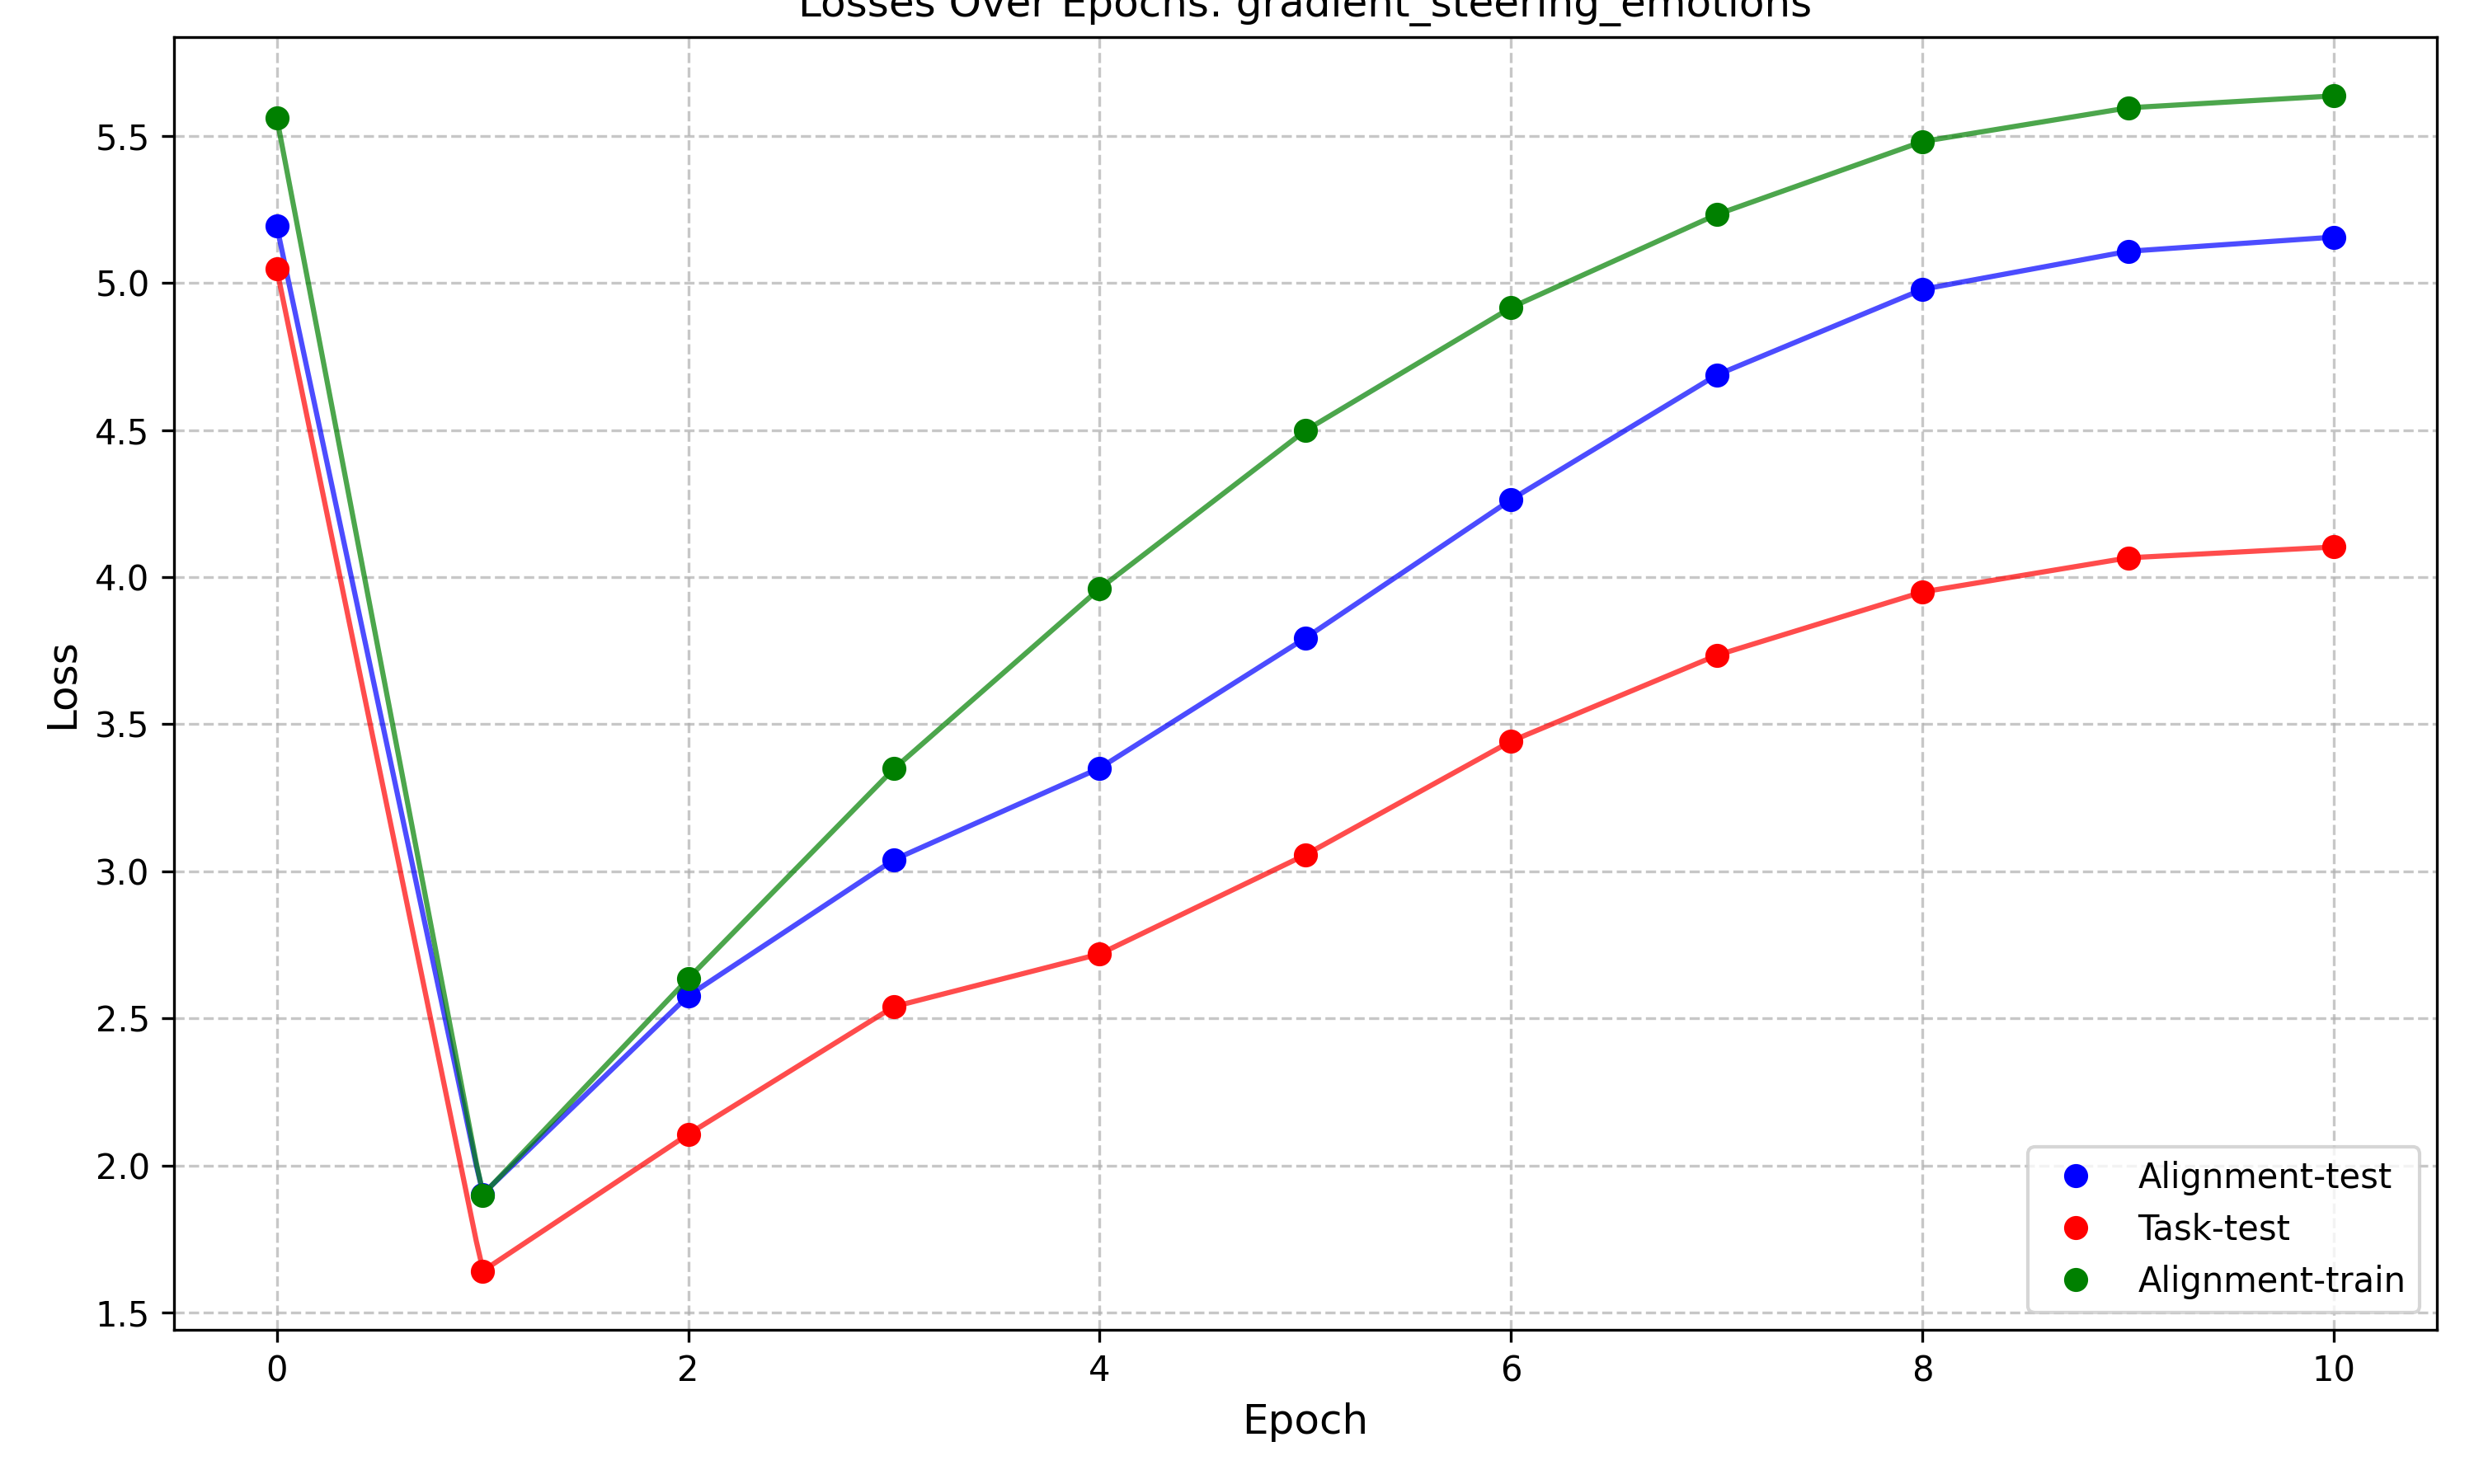 Losses Over Epochs: gradient_steering_emotions
5.5
5.0
4.5
4.0
3.5
3.0
2.5
2.0
1.5
Loss
0 2 4 6 8 10
Epoch
Alignment-test
Task-test
Alignment-train